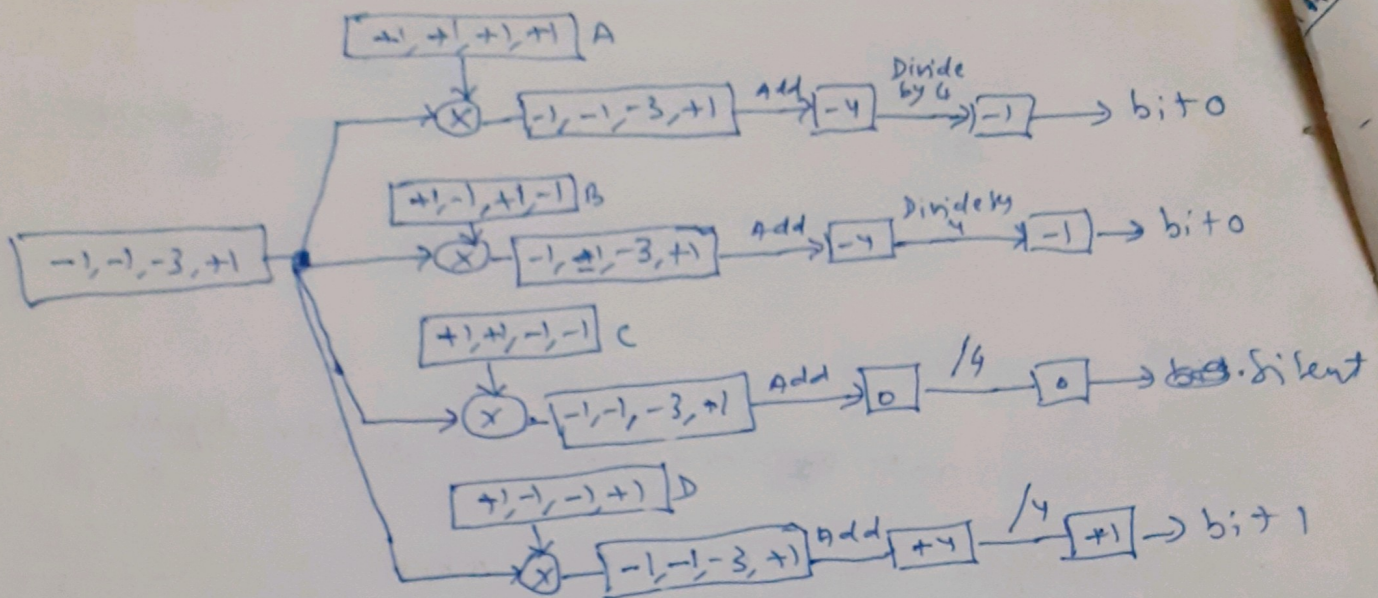 +1, +1, +1, +1 A
X -1, -1, -3, +1 Add -4 Divide by 4 -1 bit 0
+1, -1, +1, -1 B
X -1, +1, -3, +1 Add -4 Divide by 4 -1 bit 0
-1, -1, -3, +1
+1, +1, -1, -1 C
X -1, -1, -3, +1 Add 0 /4 0 Silent
+1, -1, -1, +1 D
X -1, -1, -3, +1 Add +4 /4 +1 bit 1